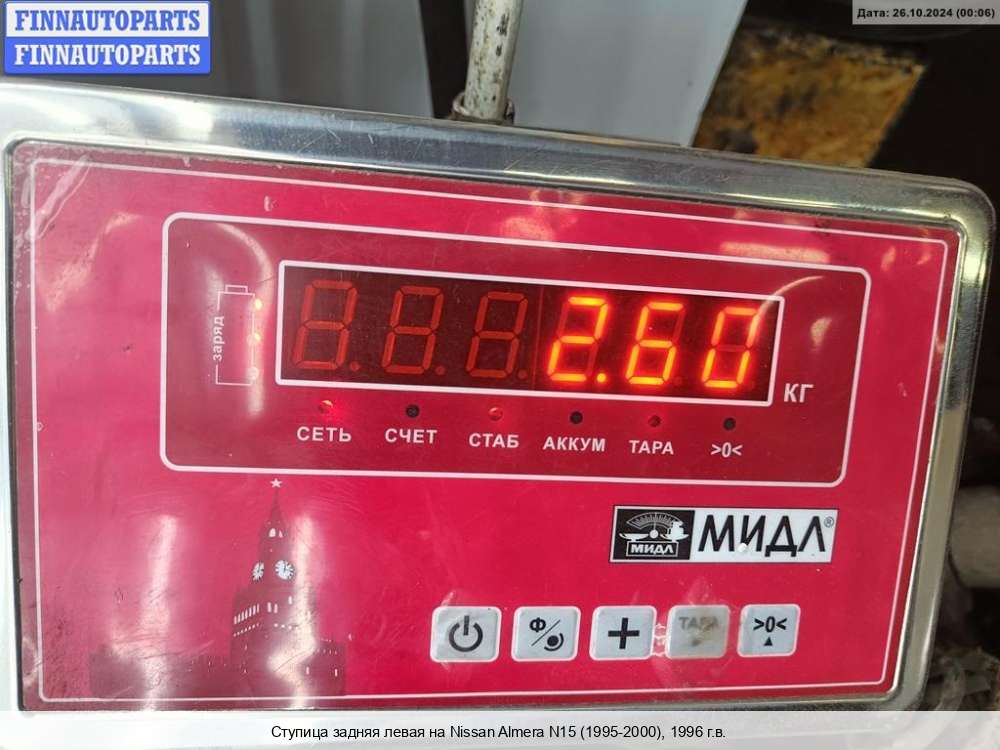 FINNAUTOPARTS
FINNAUTOPARTS
Дата: 26.10.2024 (00:06)
заряд
2.60
КГ
СЕТЬ СЧЕТ СТАБ АККУМ ТАРА >0<
МИДЛ МИДЛ®
Ф ТАРА >0<
Ступица задняя левая на Nissan Almera N15 (1995-2000), 1996 г.в.